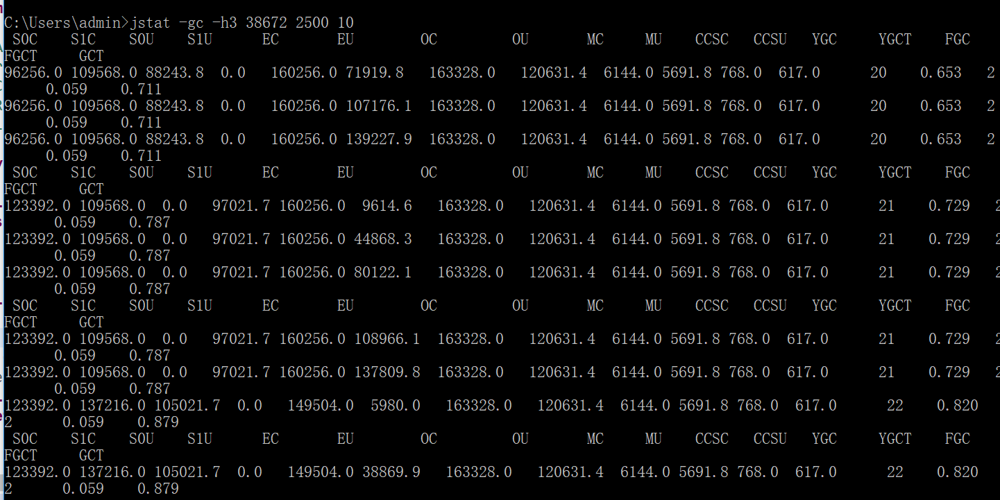 C:\Users\admin>jstat -gc -h3 38672 2500 10
S0C S1C S0U S1U EC EU OC OU MC MU CCSC CCSU YGC YGCT FGC
FGCT GCT
96256.0 109568.0 88243.8 0.0 160256.0 71919.8 163328.0 120631.4 6144.0 5691.8 768.0 617.0 20 0.653 2
0.059 0.711
96256.0 109568.0 88243.8 0.0 160256.0 107176.1 163328.0 120631.4 6144.0 5691.8 768.0 617.0 20 0.653 2
0.059 0.711
96256.0 109568.0 88243.8 0.0 160256.0 139227.9 163328.0 120631.4 6144.0 5691.8 768.0 617.0 20 0.653 2
0.059 0.711
S0C S1C S0U S1U EC EU OC OU MC MU CCSC CCSU YGC YGCT FGC
FGCT GCT
123392.0 109568.0 0.0 97021.7 160256.0 9614.6 163328.0 120631.4 6144.0 5691.8 768.0 617.0 21 0.729 2
0.059 0.787
123392.0 109568.0 0.0 97021.7 160256.0 44868.3 163328.0 120631.4 6144.0 5691.8 768.0 617.0 21 0.729 2
0.059 0.787
123392.0 109568.0 0.0 97021.7 160256.0 80122.1 163328.0 120631.4 6144.0 5691.8 768.0 617.0 21 0.729 2
0.059 0.787
S0C S1C S0U S1U EC EU OC OU MC MU CCSC CCSU YGC YGCT FGC
FGCT GCT
123392.0 109568.0 0.0 97021.7 160256.0 108966.1 163328.0 120631.4 6144.0 5691.8 768.0 617.0 21 0.729 2
0.059 0.787
123392.0 109568.0 0.0 97021.7 160256.0 137809.8 163328.0 120631.4 6144.0 5691.8 768.0 617.0 21 0.729 2
0.059 0.787
123392.0 137216.0 105021.7 0.0 149504.0 5980.0 163328.0 120631.4 6144.0 5691.8 768.0 617.0 22 0.820
2 0.059 0.879
S0C S1C S0U S1U EC EU OC OU MC MU CCSC CCSU YGC YGCT FGC
FGCT GCT
123392.0 137216.0 105021.7 0.0 149504.0 38869.9 163328.0 120631.4 6144.0 5691.8 768.0 617.0 22 0.820
2 0.059 0.879